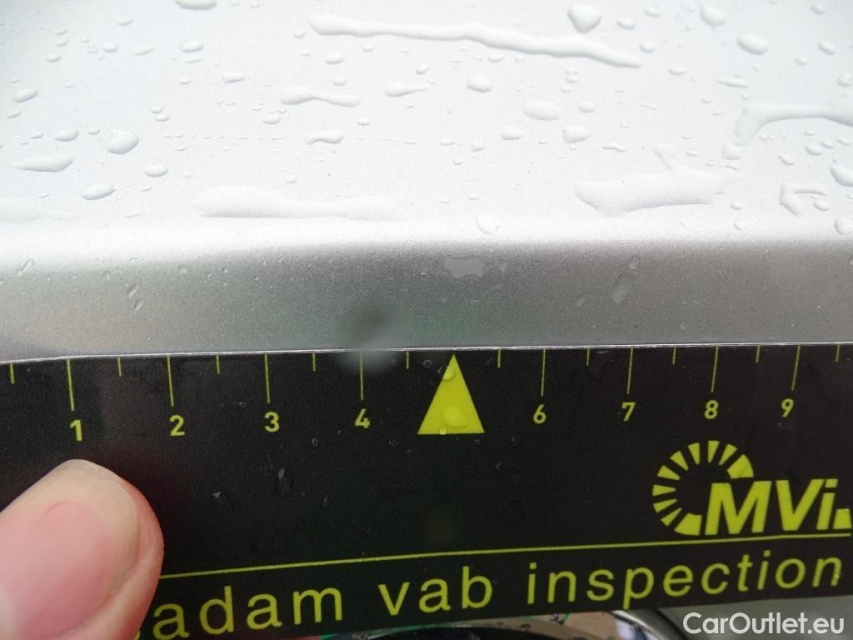 1 2 3 4 6 7 8 9
MVi.
adam vab inspection
CarOutlet.eu